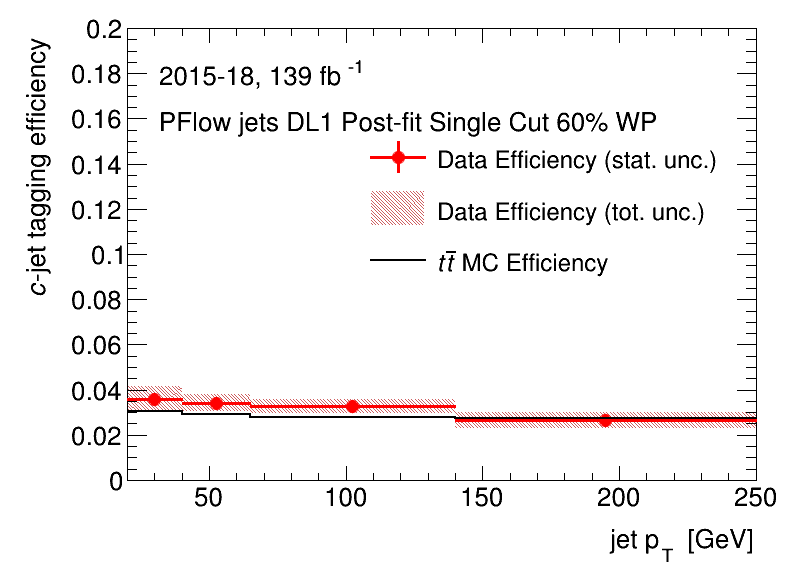 0.2
0.18
0.16
0.14
0.12
0.1
0.08
0.06
0.04
0.02
0
c-jet tagging efficiency
2015-18, 139 fb⁻¹
PFlow jets DL1 Post-fit Single Cut 60% WP
Data Efficiency (stat. unc.)
Data Efficiency (tot. unc.)
tt̄ MC Efficiency
50 100 150 200 250
jet p_T [GeV]